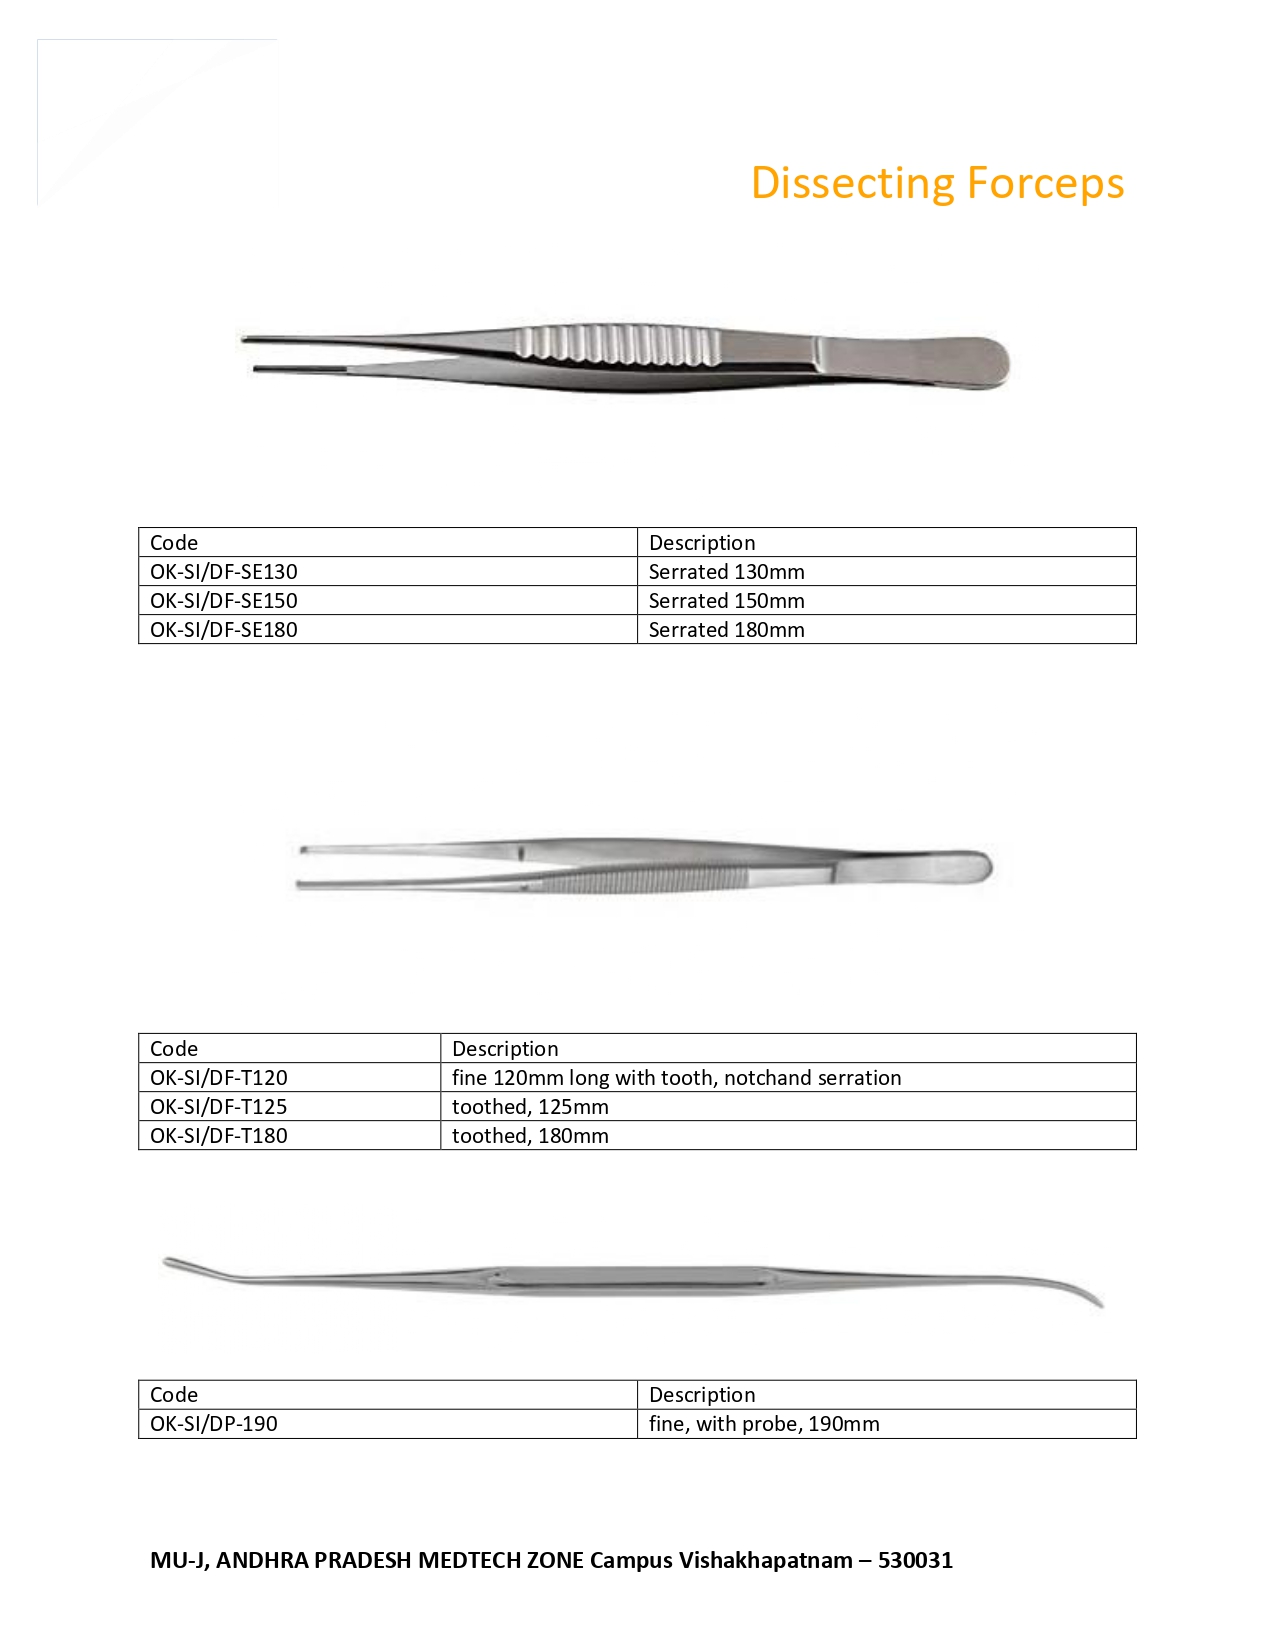 Dissecting Forceps
Code Description
OK-SI/DF-SE130 Serrated 130mm
OK-SI/DF-SE150 Serrated 150mm
OK-SI/DF-SE180 Serrated 180mm
Code Description
OK-SI/DF-T120 fine 120mm long with tooth, notchand serration
OK-SI/DF-T125 toothed, 125mm
OK-SI/DF-T180 toothed, 180mm
Code Description
OK-SI/DP-190 fine, with probe, 190mm
MU-J, ANDHRA PRADESH MEDTECH ZONE Campus Vishakhapatnam – 530031